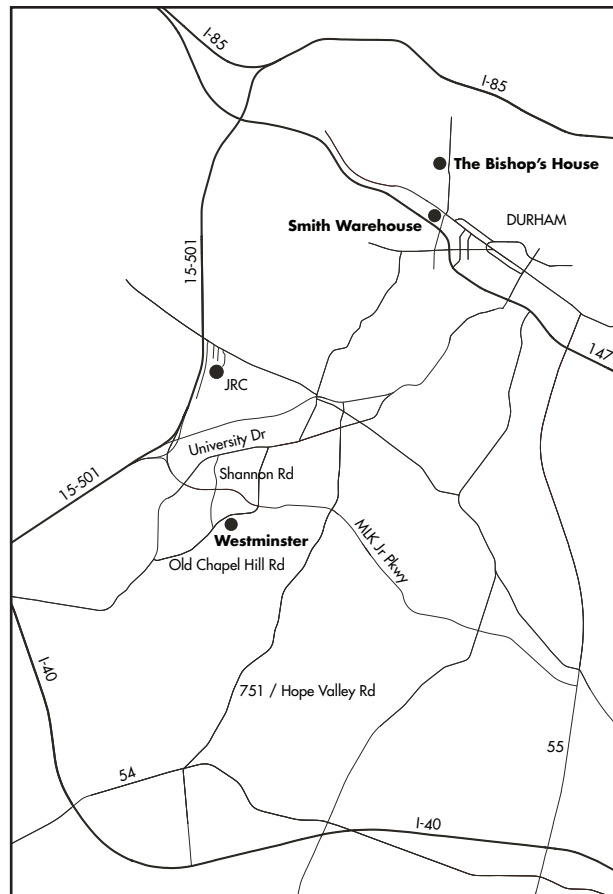 I-85
I-85
The Bishop's House
Smith Warehouse
DURHAM
15-501
147
JRC
University Dr
15-501
Shannon Rd
Westminster
MLK Jr Pkwy
Old Chapel Hill Rd
I-40
751 / Hope Valley Rd
55
54
I-40